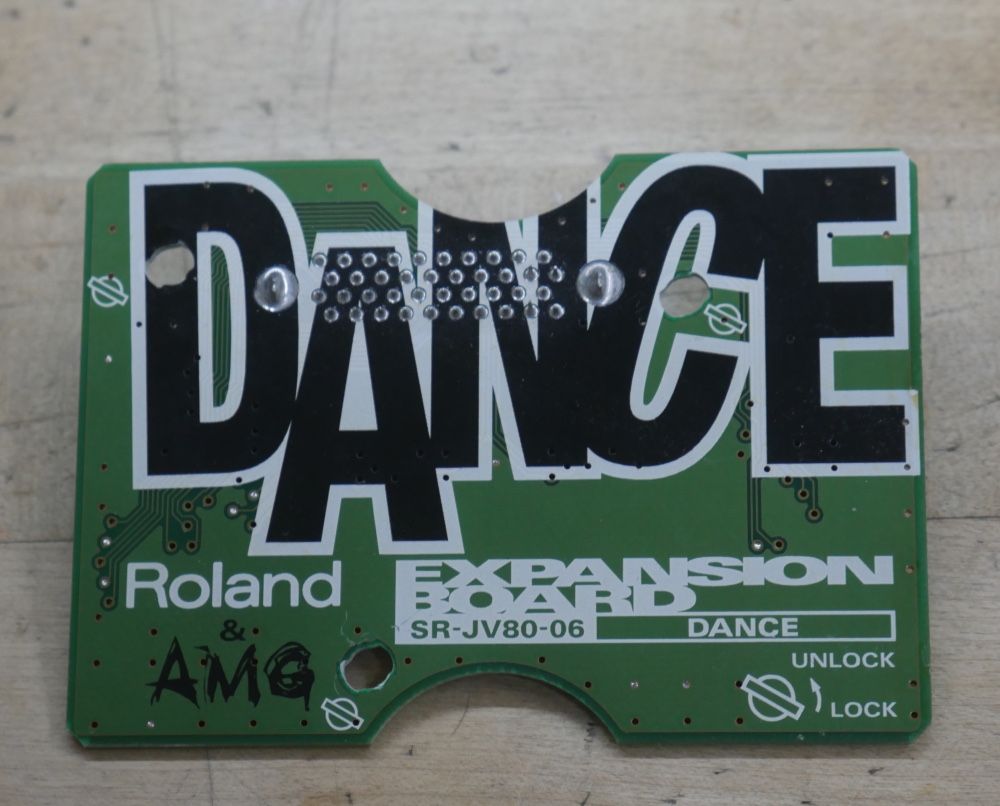 DANCE
Roland
&
AMG
EXPANSION
BOARD
SR-JV80-06
DANCE
UNLOCK
LOCK